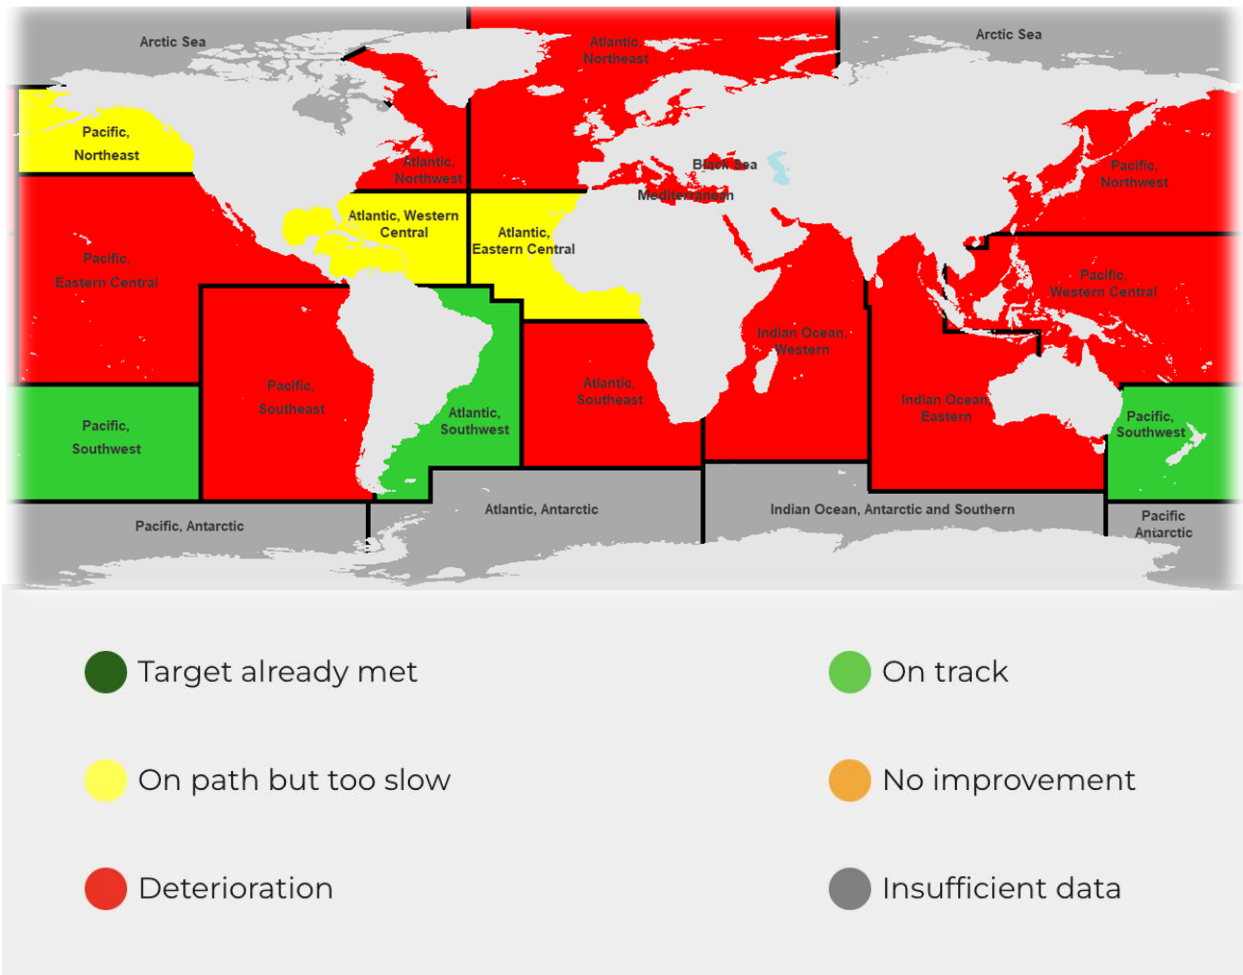 Arctic Sea
Atlantic,
Northeast
Arctic Sea
Pacific,
Northeast
Atlantic,
Northwest
Black Sea
Mediterranean
Pacific,
Northwest
Atlantic, Western
Central
Atlantic,
Eastern Central
Pacific,
Eastern Central
Pacific,
Western Central
Indian Ocean,
Western
Pacific,
Southeast
Atlantic,
Southeast
Indian Ocean,
Eastern
Pacific,
Southwest
Atlantic,
Southwest
Pacific,
Southwest
Pacific, Antarctic
Atlantic, Antarctic
Indian Ocean, Antarctic and Southern
Pacific
Antarctic
Target already met
On track
On path but too slow
No improvement
Deterioration
Insufficient data